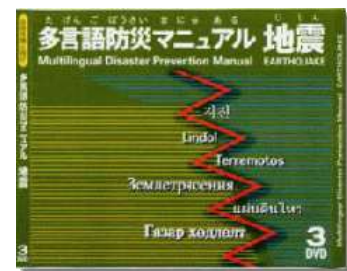 た げん ご ぼうさい ま に ゅ あ る じ しん
多言語防災マニュアル 地震
Multilingual Disaster Prevention Manual EARTHQUAKE
지진
Lindol
Terremotos
Землетрясения
แผ่นดินไหว
Газар хөдлөлт
3
DVD
多言語防災マニュアル 地震
3
DVD
Multilingual Disaster Prevention Manual EARTHQUAKE